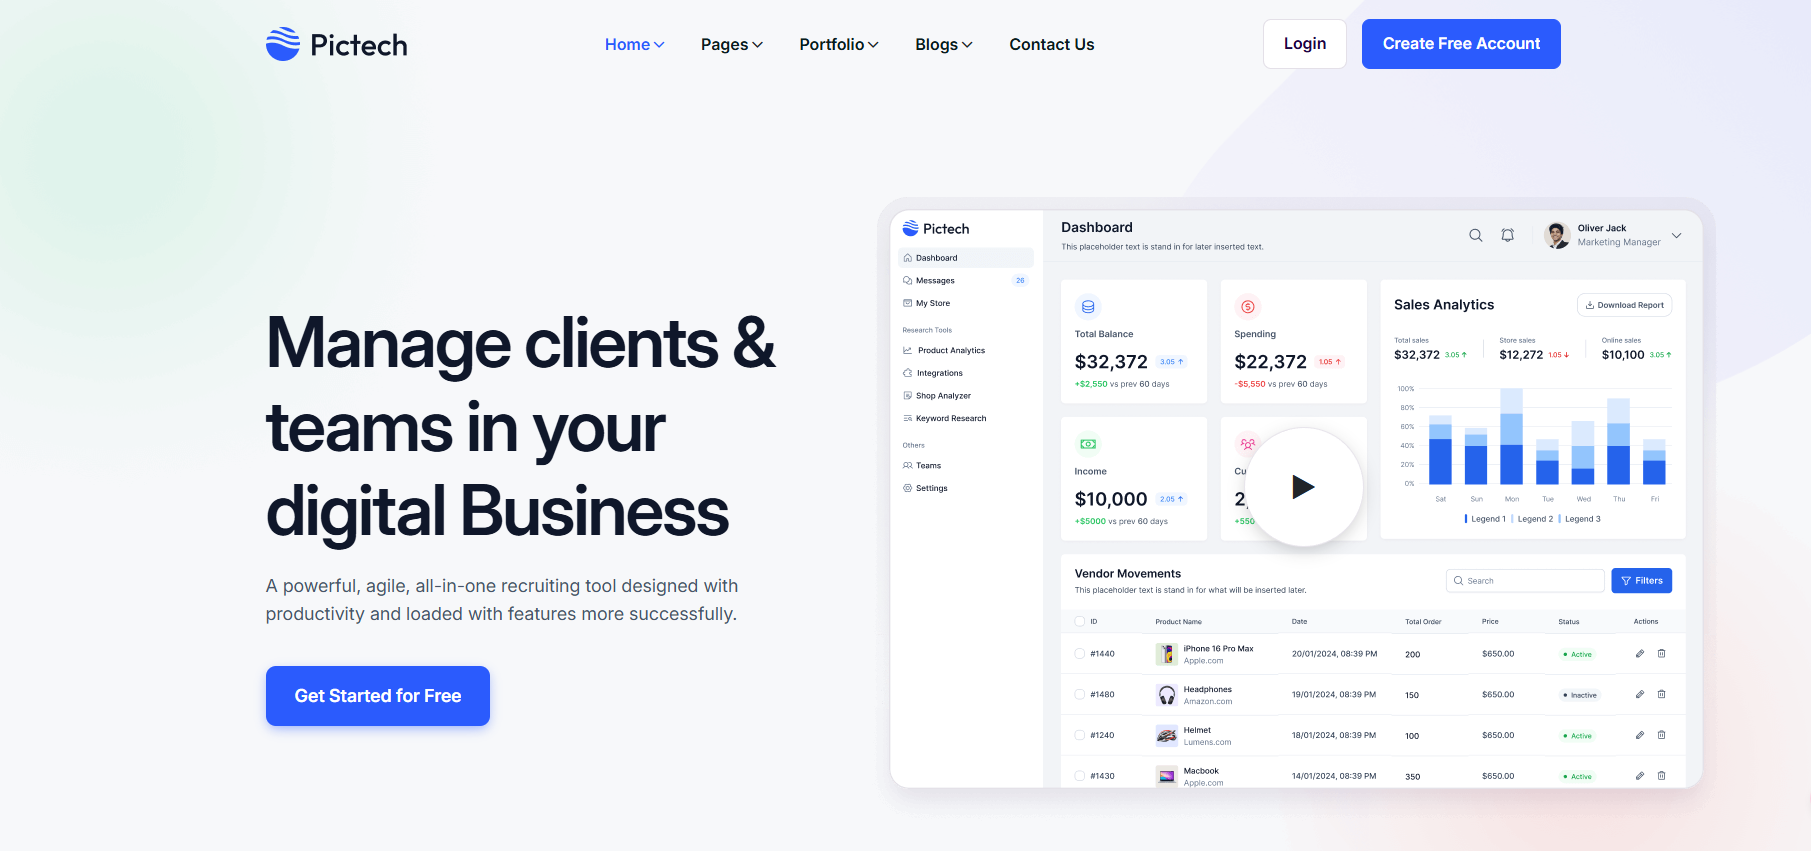 Pictech
Home
Pages
Portfolio
Blogs
Contact Us
Login
Create Free Account
Manage clients &
teams in your
digital Business
A powerful, agile, all-in-one recruiting tool designed with
productivity and loaded with features more successfully.
Get Started for Free
Pictech
Dashboard
Messages 26
My Store
Research Tools
Product Analytics
Integrations
Shop Analyzer
Keyword Research
Others
Teams
Settings
Dashboard
This placeholder text is stand in for later inserted text.
Oliver Jack
Marketing Manager
Total Balance
$32,372 3.05 ↑
+$2,550 vs prev 60 days
Spending
$22,372 1.05 ↑
-$5,550 vs prev 60 days
Income
$10,000 2.05 ↑
+$5000 vs prev 60 days
Cu
2,
+550
Sales Analytics
Download Report
Total sales
$32,372 3.05 ↑
Store sales
$12,272 1.05 ↓
Online sales
$10,100 3.05 ↑
100%
80%
60%
40%
20%
0%
Sat Sun Mon Tue Wed Thu Fri
Legend 1 Legend 2 Legend 3
Vendor Movements
This placeholder text is stand in for what will be inserted later.
Search
Filters
ID Product Name Date Total Order Price Status Actions
#1440 iPhone 16 Pro Max 20/01/2024, 08:39 PM 200 $650.00 Active
Apple.com
#1480 Headphones 19/01/2024, 08:39 PM 150 $650.00 Inactive
Amazon.com
#1240 Helmet 18/01/2024, 08:39 PM 100 $650.00 Active
Lumens.com
#1430 Macbook 14/01/2024, 08:39 PM 350 $650.00 Active
Apple.com